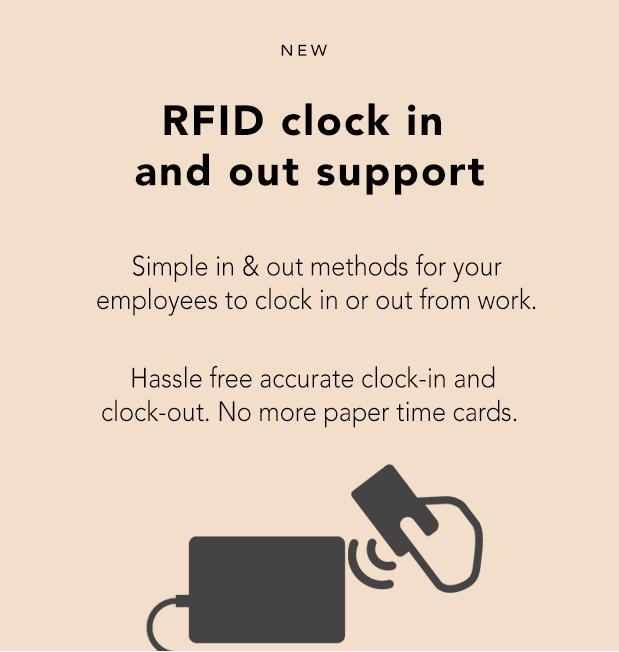 NEW
RFID clock in
and out support
Simple in & out methods for your
employees to clock in or out from work.
Hassle free accurate clock-in and
clock-out. No more paper time cards.